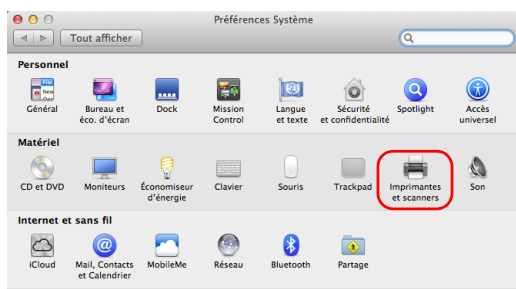 Préférences Système
Tout afficher
Personnel
Général
Bureau et
éco. d'écran
Dock
Mission
Control
Langue
et texte
Sécurité
et confidentialité
Spotlight
Accès
universel
Matériel
CD et DVD
Moniteurs
Économiseur
d'énergie
Clavier
Souris
Trackpad
Imprimantes
et scanners
Son
Internet et sans fil
iCloud
Mail, Contacts
et Calendrier
MobileMe
Réseau
Bluetooth
Partage